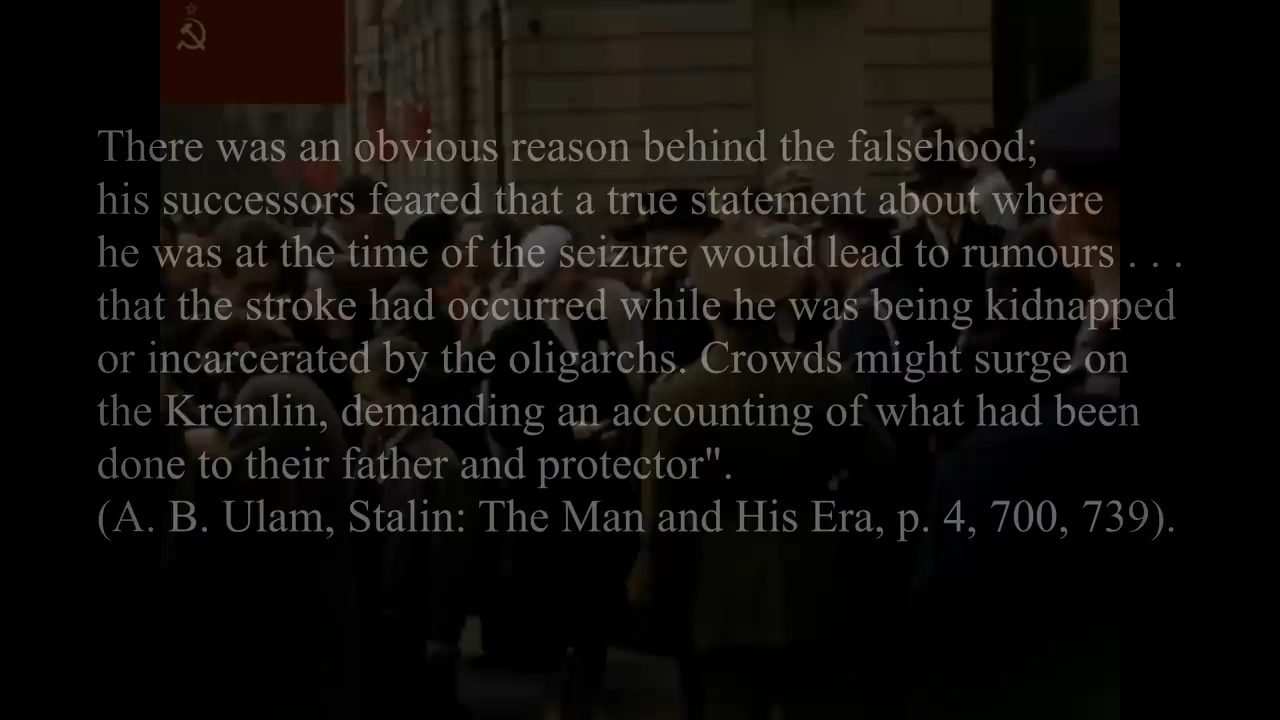 There was an obvious reason behind the falsehood;
his successors feared that a true statement about where
he was at the time of the seizure would lead to rumours . . .
that the stroke had occurred while he was being kidnapped
or incarcerated by the oligarchs. Crowds might surge on
the Kremlin, demanding an accounting of what had been
done to their father and protector".
(A. B. Ulam, Stalin: The Man and His Era, p. 4, 700, 739).